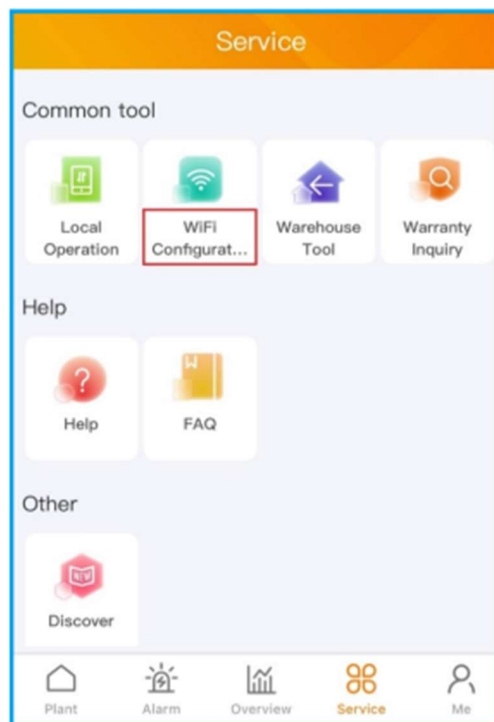 Service
Common tool
Local
Operation
WiFi
Configurat...
Warehouse
Tool
Warranty
Inquiry
Help
Help
FAQ
Other
NEW
Discover
Plant
Alarm
Overview
Service
Me